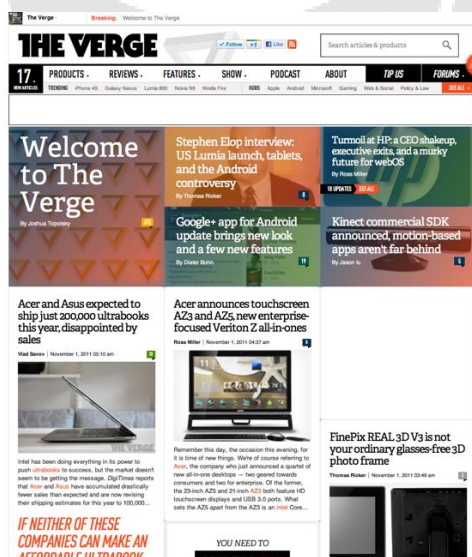 The Verge
Breaking: Welcome to The Verge
THE VERGE
Follow +1 Like
Search articles & products
17
NEW ARTICLES
PRODUCTS REVIEWS FEATURES SHOW PODCAST ABOUT TIP US FORUMS
TRENDING iPhone 4S Galaxy Nexus Lumia 800 Nokia N9 Kindle Fire HUBS Apple Android Microsoft Gaming Web & Social Policy & Law SEE ALL
Welcome
to The
Verge
By Joshua Topolsky
Stephen Elop interview:
US Lumia launch, tablets,
and the Android
controversy
By Thomas Ricker
Turmoil at HP: a CEO shakeup,
executive exits, and a murky
future for webOS
By Ross Miller
18 UPDATES SEE ALL
Google+ app for Android
update brings new look
and a few new features
By Dieter Bohn
19
Kinect commercial SDK
announced, motion-based
apps aren't far behind
By Jason Iu
5
Acer and Asus expected to
ship just 200,000 ultrabooks
this year, disappointed by
sales
Vlad Savov | November 1, 2011 05:10 am
THE VERGE
Intel has been doing everything in its power to
push ultrabooks to success, but the market doesn't
seem to be getting the message. DigiTimes reports
that Acer and Asus have accumulated drastically
fewer sales than expected and are now revising
their shipping estimates for this year to 100,000...
IF NEITHER OF THESE
COMPANIES CAN MAKE AN
AFFORDABLE ULTRABOOK
Acer announces touchscreen
AZ3 and AZ5, new enterprise-
focused Veriton Z all-in-ones
Ross Miller | November 1, 2011 04:37 am
Remember this day, the occasion this evening, for
it is time of new things. We're of course referring to
Acer, the company who just announced a quartet of
new all-in-one desktops — two geared towards
consumers and two for enterprise. Of the former,
the 23-inch AZ5 and 21-inch AZ3 both feature HD
touchscreen displays and USB 3.0 ports. What
sets the AZ5 apart from the AZ3 is an Intel Core...
YOU NEED TO
FinePix REAL 3D V3 is not
your ordinary glasses-free 3D
photo frame
Thomas Ricker | November 1, 2011 03:49 am